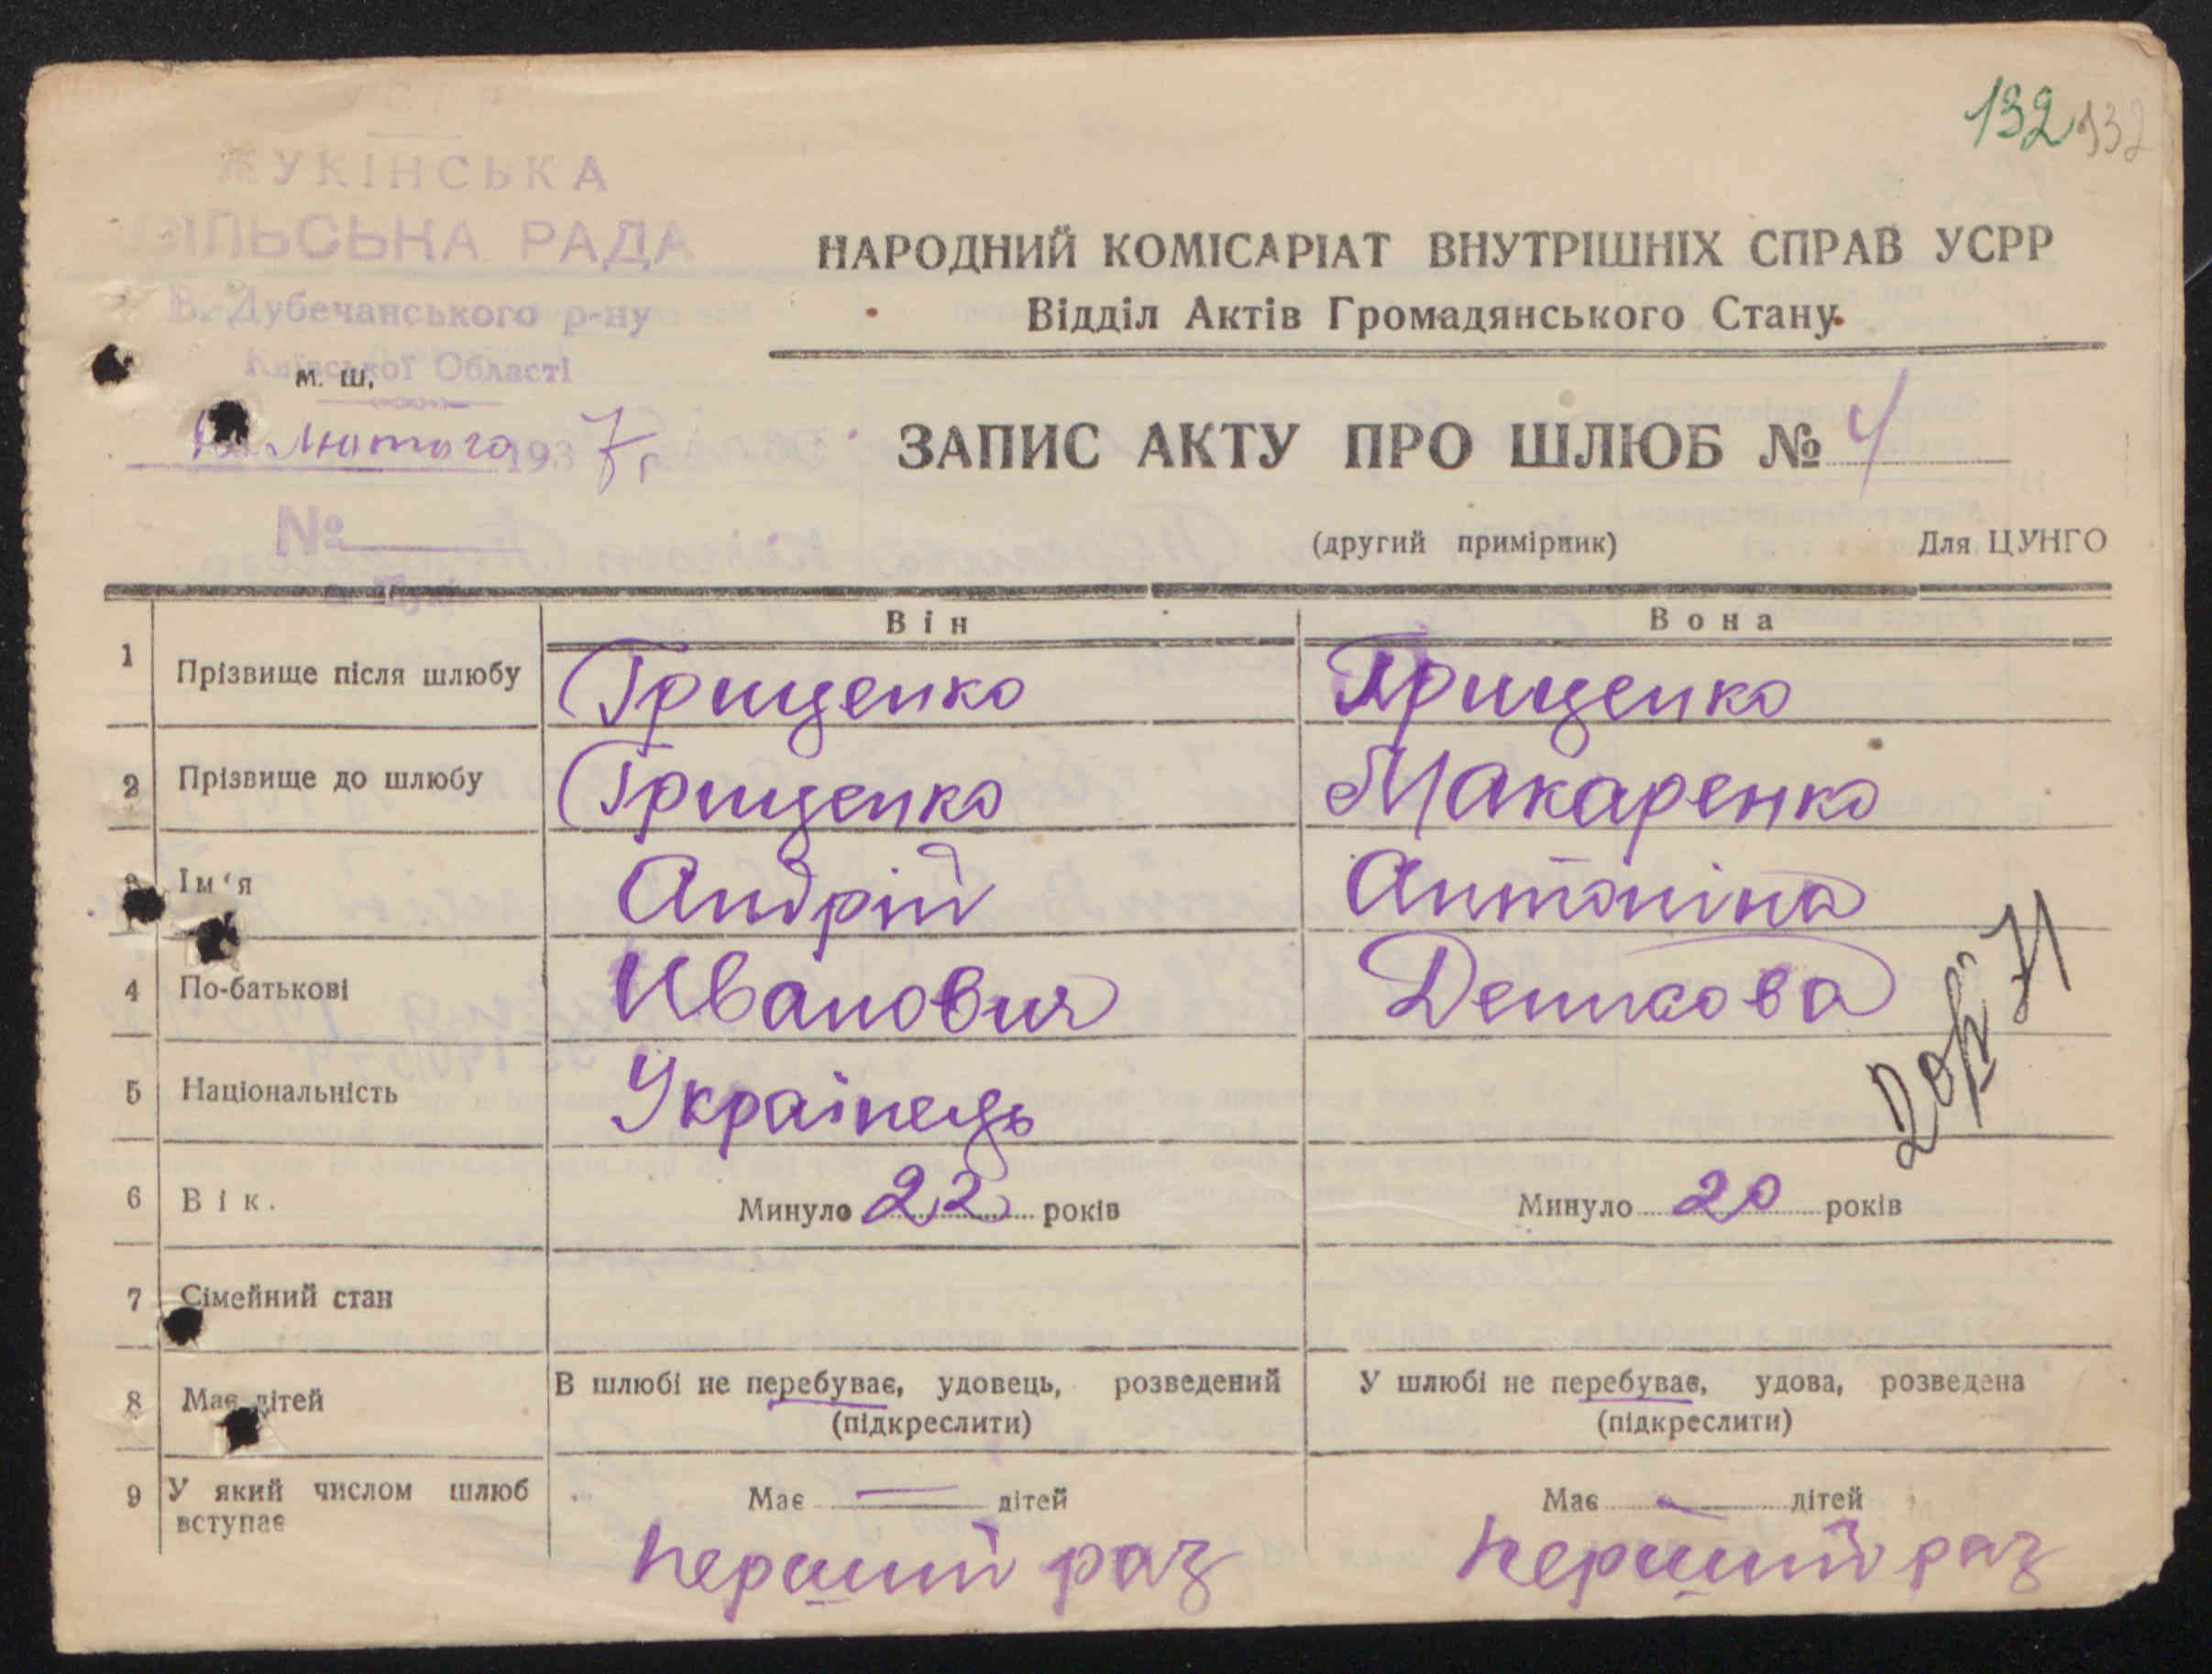 132 132
ЖУКІНСЬКА
СІЛЬСЬКА РАДА
В.-Дубечанського р-ну
Київської Області
м. ш.
Лютого 1937 р.
№
НАРОДНИЙ КОМІСАРІАТ ВНУТРІШНІХ СПРАВ УСРР
Відділ Актів Громадянського Стану.
ЗАПИС АКТУ ПРО ШЛЮБ № 4
(другий примірник) Для ЦУНГО
Він Вона
1 Прізвище після шлюбу Грищенко Грищенко
2 Прізвище до шлюбу Грищенко Макаренко
3 Ім‘я Андрій Антоніна
4 По-батькові Иванович Денисова
5 Національність Українець
6 Вік. Минуло 22 років Минуло 20 років
7 Сімейний стан
8 Має дітей В шлюбі не перебуває, удовець, розведений У шлюбі не перебуває, удова, розведена
(підкреслити) (підкреслити)
9 У який числом шлюб вступає Має — дітей Має — дітей
перший раз перший раз